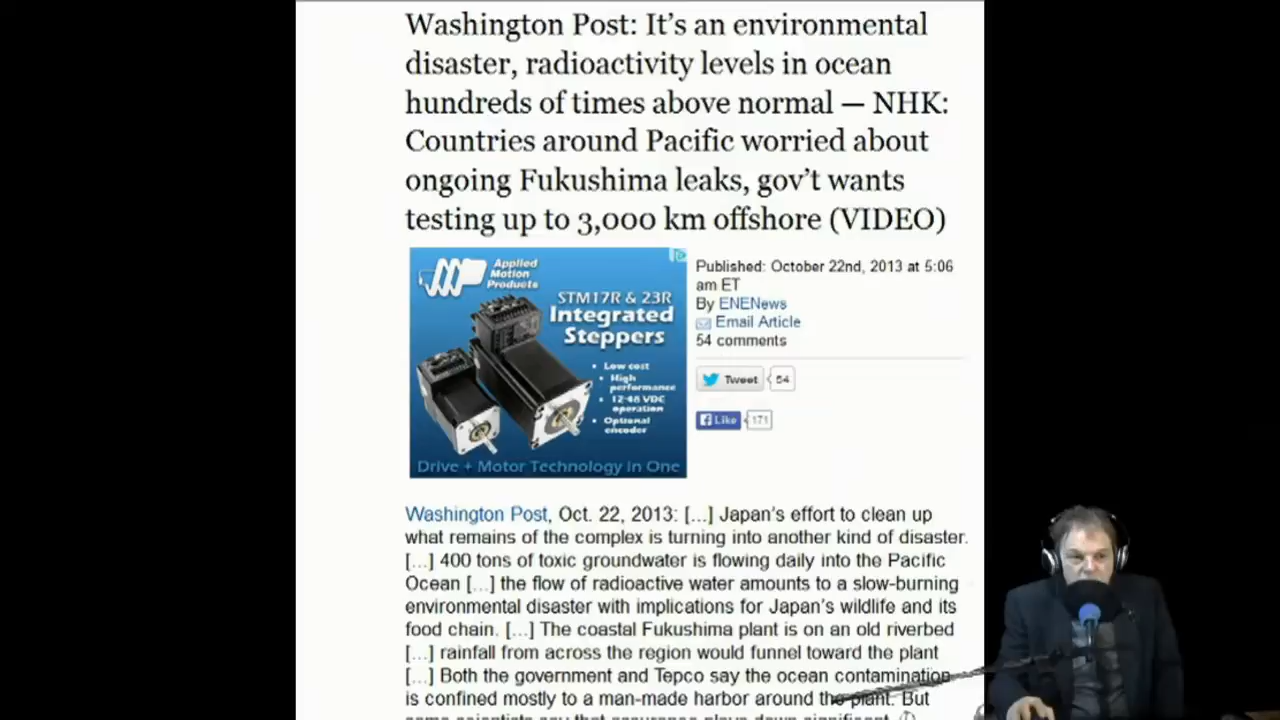 Washington Post: It's an environmental
disaster, radioactivity levels in ocean
hundreds of times above normal — NHK:
Countries around Pacific worried about
ongoing Fukushima leaks, gov't wants
testing up to 3,000 km offshore (VIDEO)
Applied
Motion
Products
STM17R & 23R
Integrated
Steppers
• Low cost
• High
performance
• 12-48 VDC
operation
• Optional
encoder
Drive + Motor Technology in One
Published: October 22nd, 2013 at 5:06
am ET
By ENENews
Email Article
54 comments
Tweet 54
Like 171
Washington Post, Oct. 22, 2013: [...] Japan's effort to clean up
what remains of the complex is turning into another kind of disaster.
[...] 400 tons of toxic groundwater is flowing daily into the Pacific
Ocean [...] the flow of radioactive water amounts to a slow-burning
environmental disaster with implications for Japan's wildlife and its
food chain. [...] The coastal Fukushima plant is on an old riverbed
[...] rainfall from across the region would funnel toward the plant
[...] Both the government and Tepco say the ocean contamination
is confined mostly to a man-made harbor around the plant. But